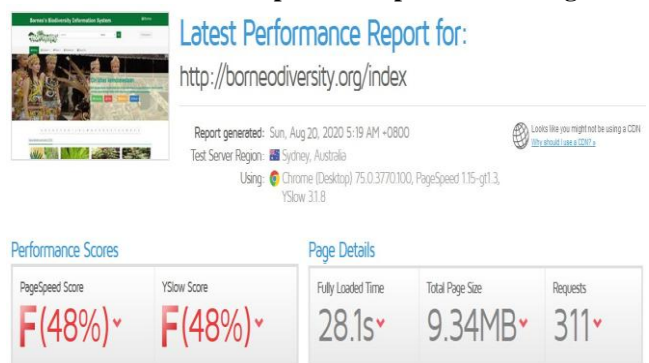 Borneo's Biodiversity Information System
Latest Performance Report for:
http://borneodiversity.org/index
Report generated: Sun, Aug 20, 2020 5:19 AM +0800
Test Server Region: Sydney, Australia
Using: Chrome (Desktop) 75.0.3770.100, PageSpeed 1.15-gt1.3,
YSlow 3.1.8
Looks like you might not be using a CDN
Why should I use a CDN?
Performance Scores
Page Details
PageSpeed Score
YSlow Score
Fully Loaded Time
Total Page Size
Requests
F(48%)
F(48%)
28.1s
9.34MB
311